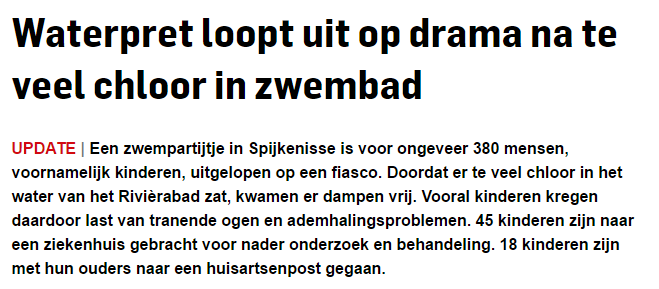 Waterpret loopt uit op drama na te
veel chloor in zwembad
UPDATE | Een zwempartijtje in Spijkenisse is voor ongeveer 380 mensen,
voornamelijk kinderen, uitgelopen op een fiasco. Doordat er te veel chloor in het
water van het Rivièrabad zat, kwamen er dampen vrij. Vooral kinderen kregen
daardoor last van tranende ogen en ademhalingsproblemen. 45 kinderen zijn naar
een ziekenhuis gebracht voor nader onderzoek en behandeling. 18 kinderen zijn
met hun ouders naar een huisartsenpost gegaan.